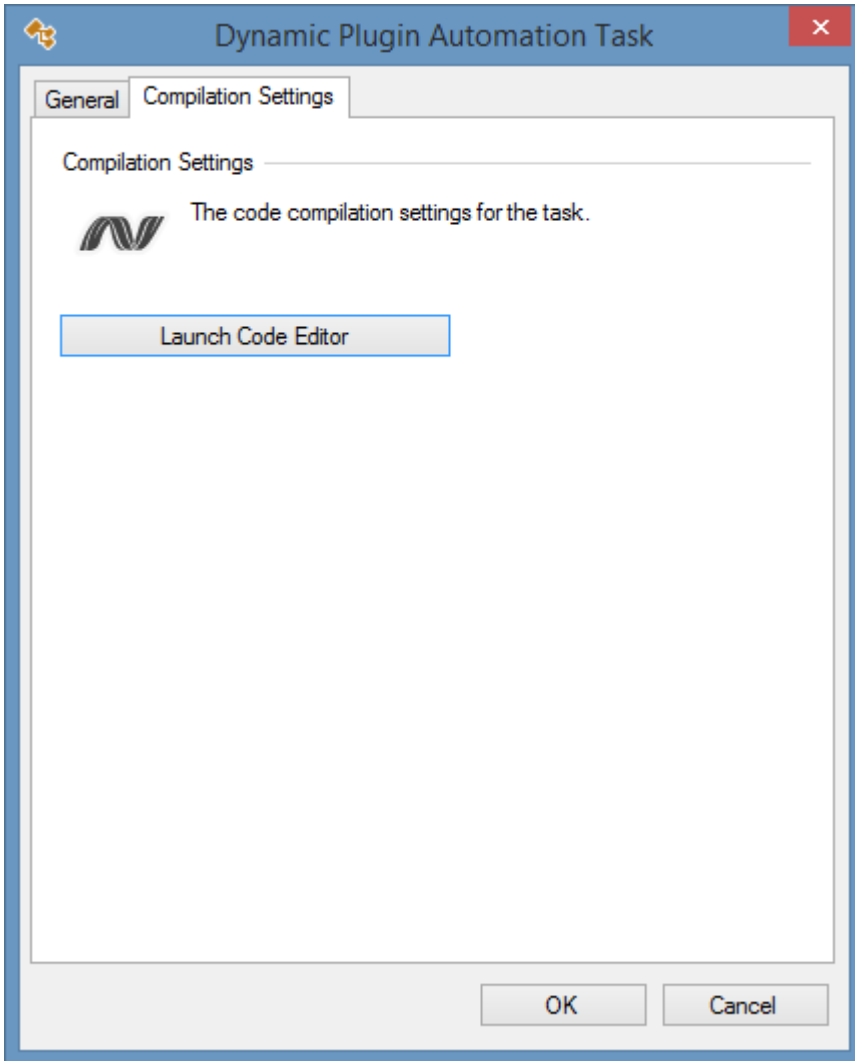 Dynamic Plugin Automation Task
General
Compilation Settings
Compilation Settings
The code compilation settings for the task.
Launch Code Editor
OK
Cancel